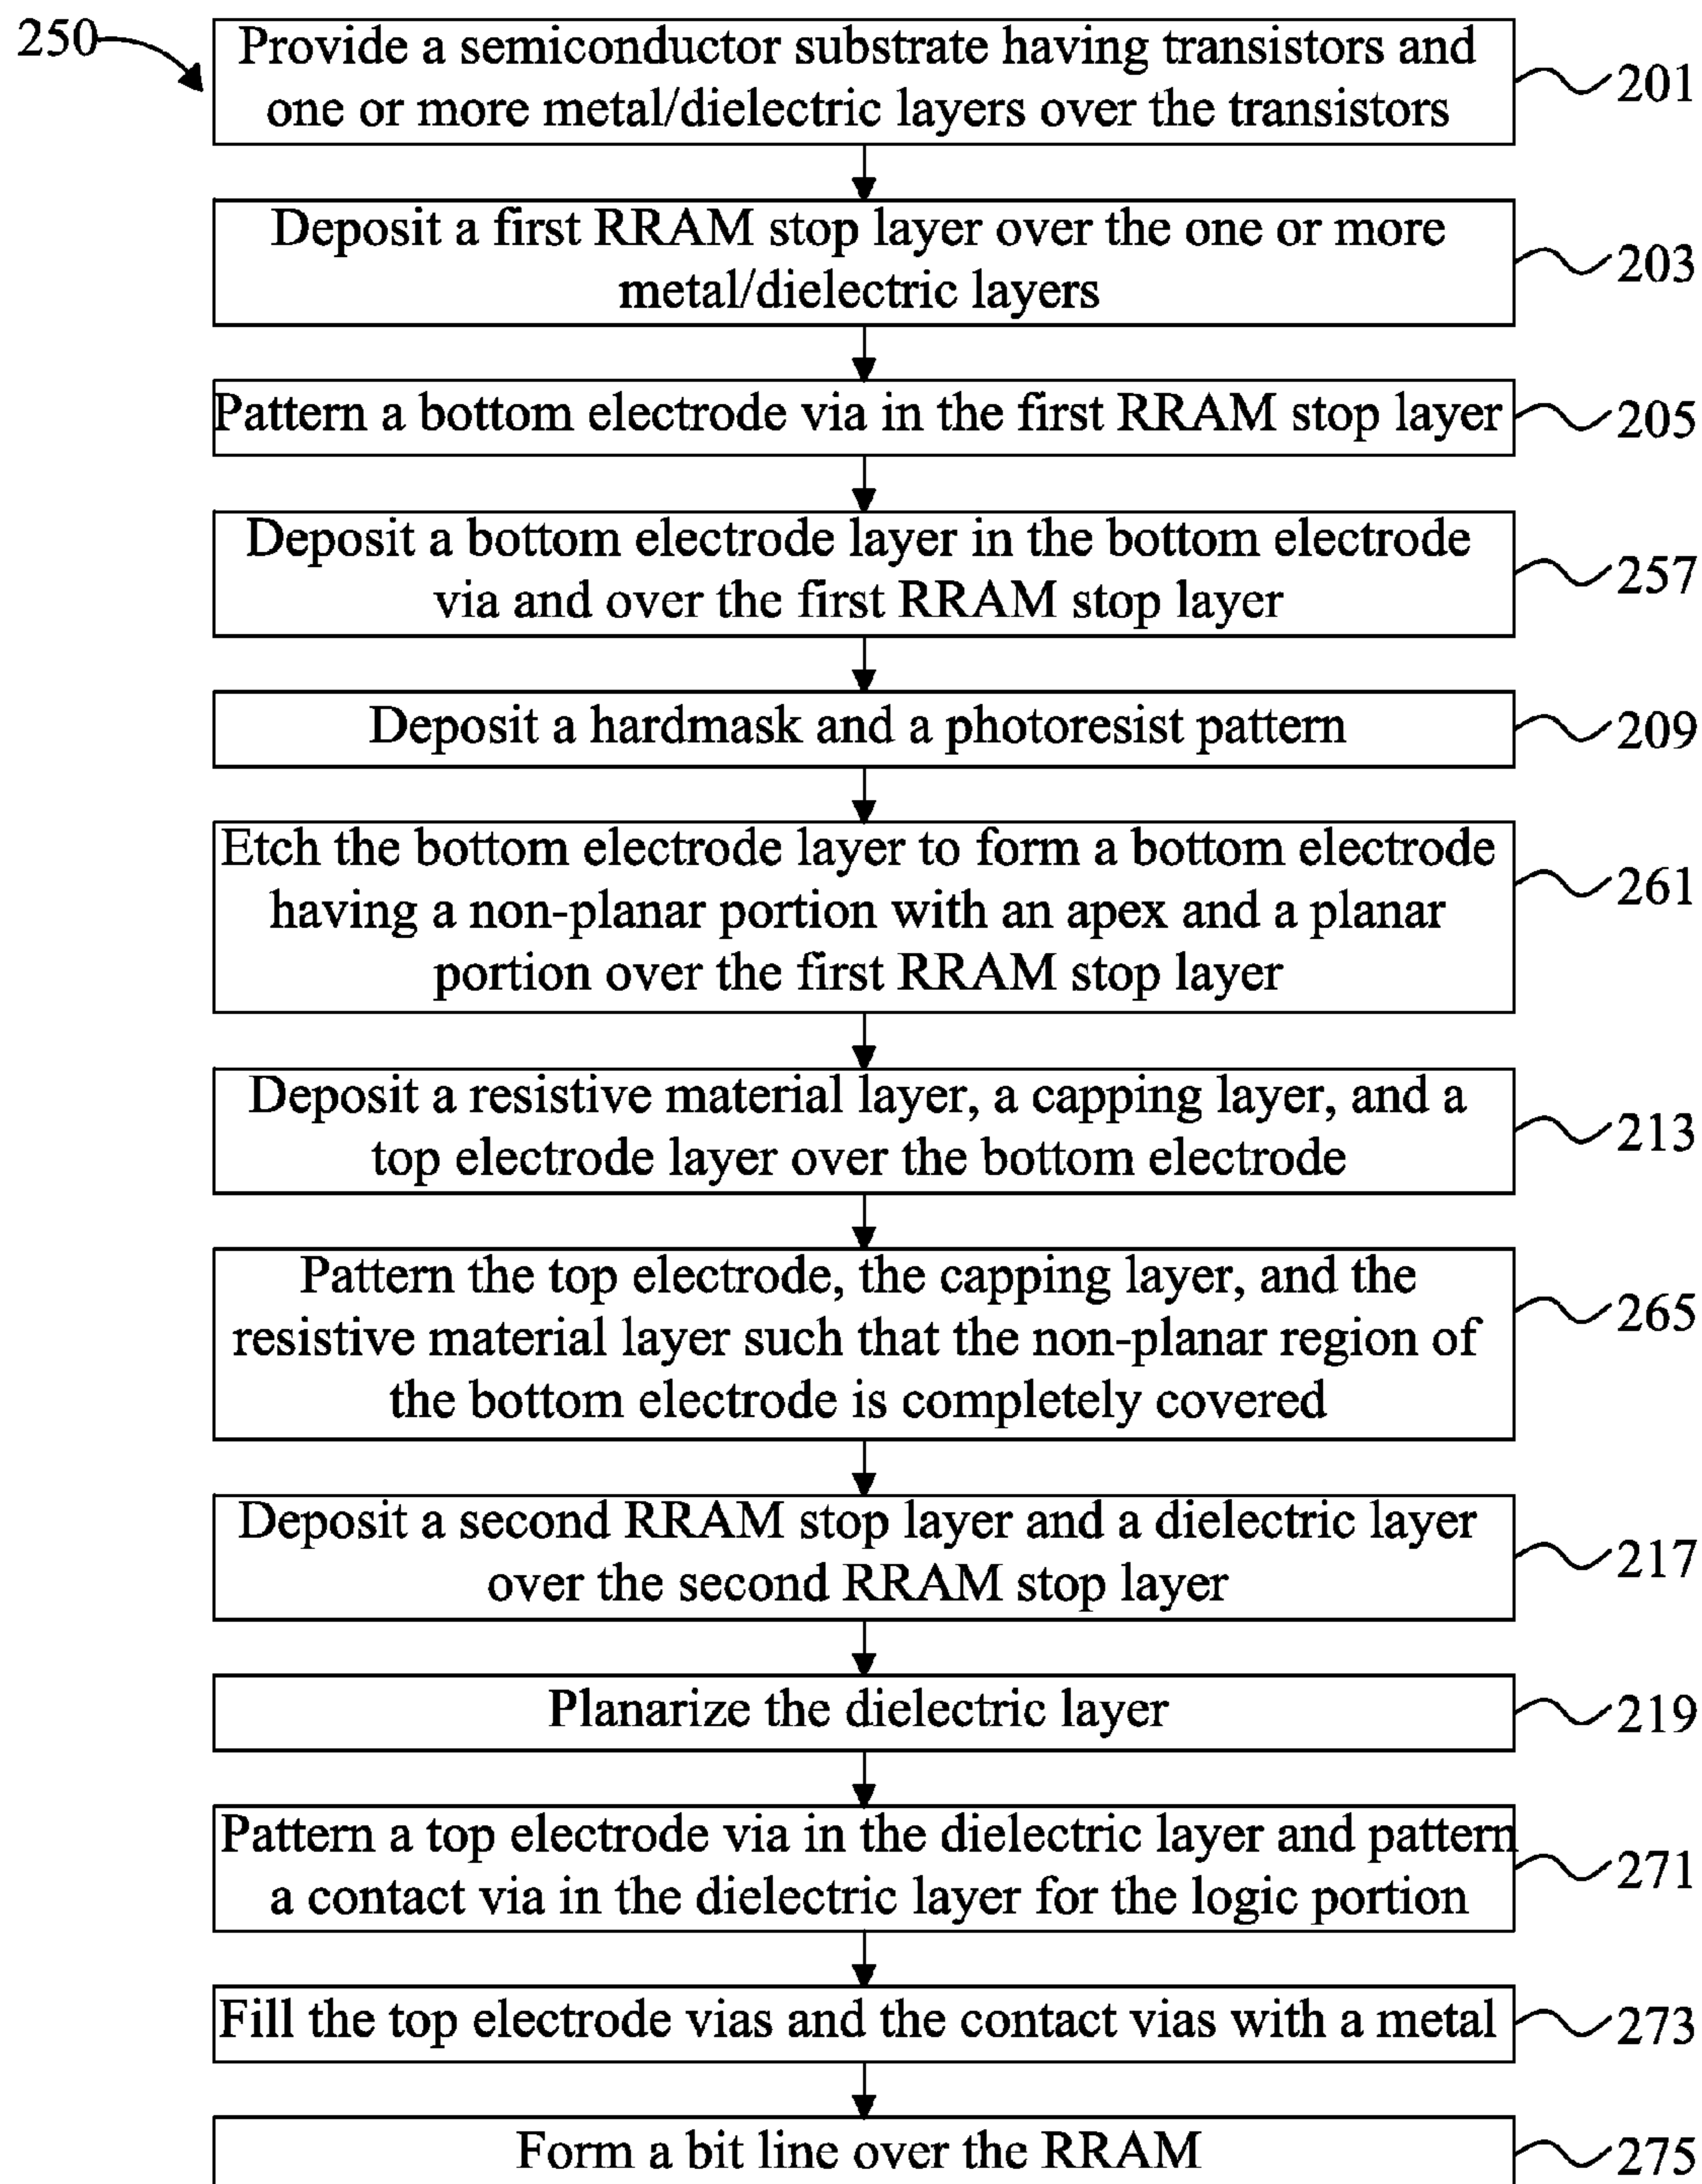 250
Provide a semiconductor substrate having transistors and
one or more metal/dielectric layers over the transistors
201
Deposit a first RRAM stop layer over the one or more
metal/dielectric layers
203
Pattern a bottom electrode via in the first RRAM stop layer
205
Deposit a bottom electrode layer in the bottom electrode
via and over the first RRAM stop layer
257
Deposit a hardmask and a photoresist pattern
209
Etch the bottom electrode layer to form a bottom electrode
having a non-planar portion with an apex and a planar
portion over the first RRAM stop layer
261
Deposit a resistive material layer, a capping layer, and a
top electrode layer over the bottom electrode
213
Pattern the top electrode, the capping layer, and the
resistive material layer such that the non-planar region of
the bottom electrode is completely covered
265
Deposit a second RRAM stop layer and a dielectric layer
over the second RRAM stop layer
217
Planarize the dielectric layer
219
Pattern a top electrode via in the dielectric layer and pattern
a contact via in the dielectric layer for the logic portion
271
Fill the top electrode vias and the contact vias with a metal
273
Form a bit line over the RRAM
275